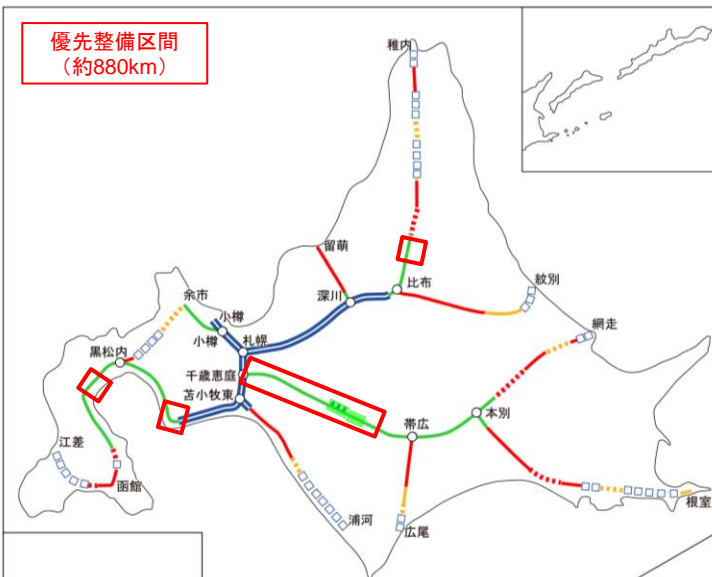 優先整備区間
(約880km)
稚内
留萌
紋別
余市
深川
比布
小樽
網走
小樽
札幌
黒松内
千歳恵庭
苫小牧東
本別
帯広
江差
函館
根室
浦河
広尾